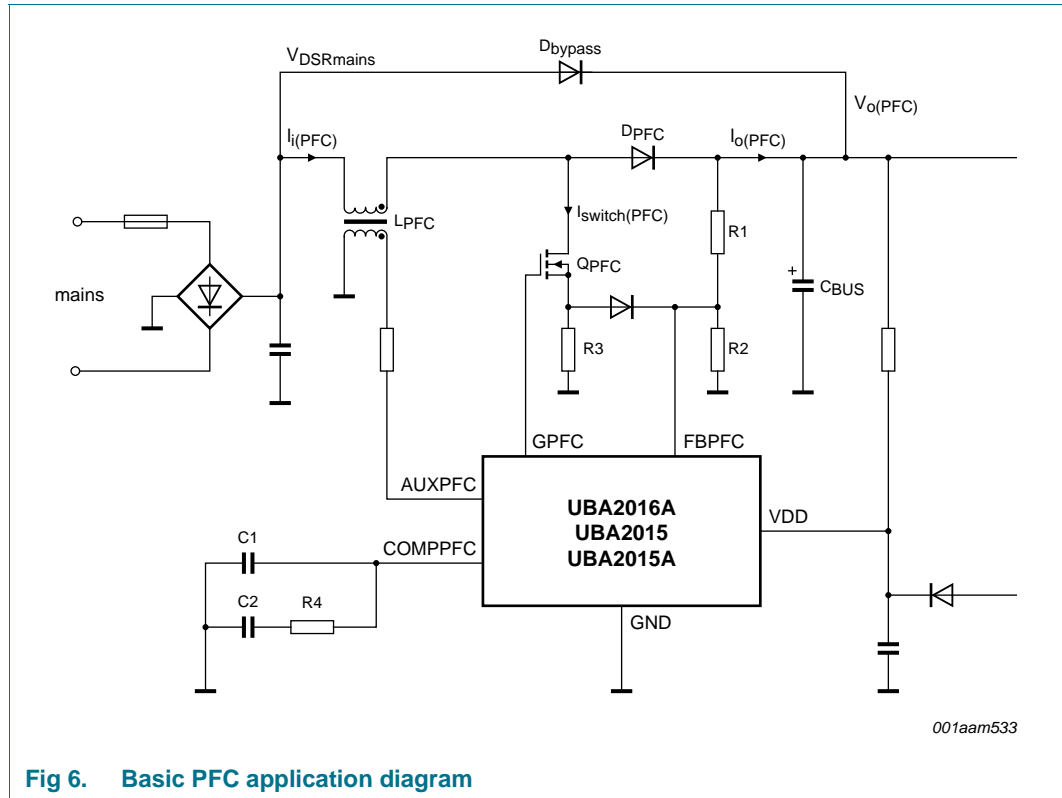 Dbypass
VDSRmains
Vo(PFC)
Ii(PFC)
DPFC
Io(PFC)
LPFC
Iswitch(PFC)
R1
QPFC
mains
+
CBUS
R3
R2
GPFC
FBPFC
AUXPFC
UBA2016A
UBA2015
UBA2015A
VDD
COMPPFC
C1
C2
R4
GND
001aam533
Fig 6. Basic PFC application diagram